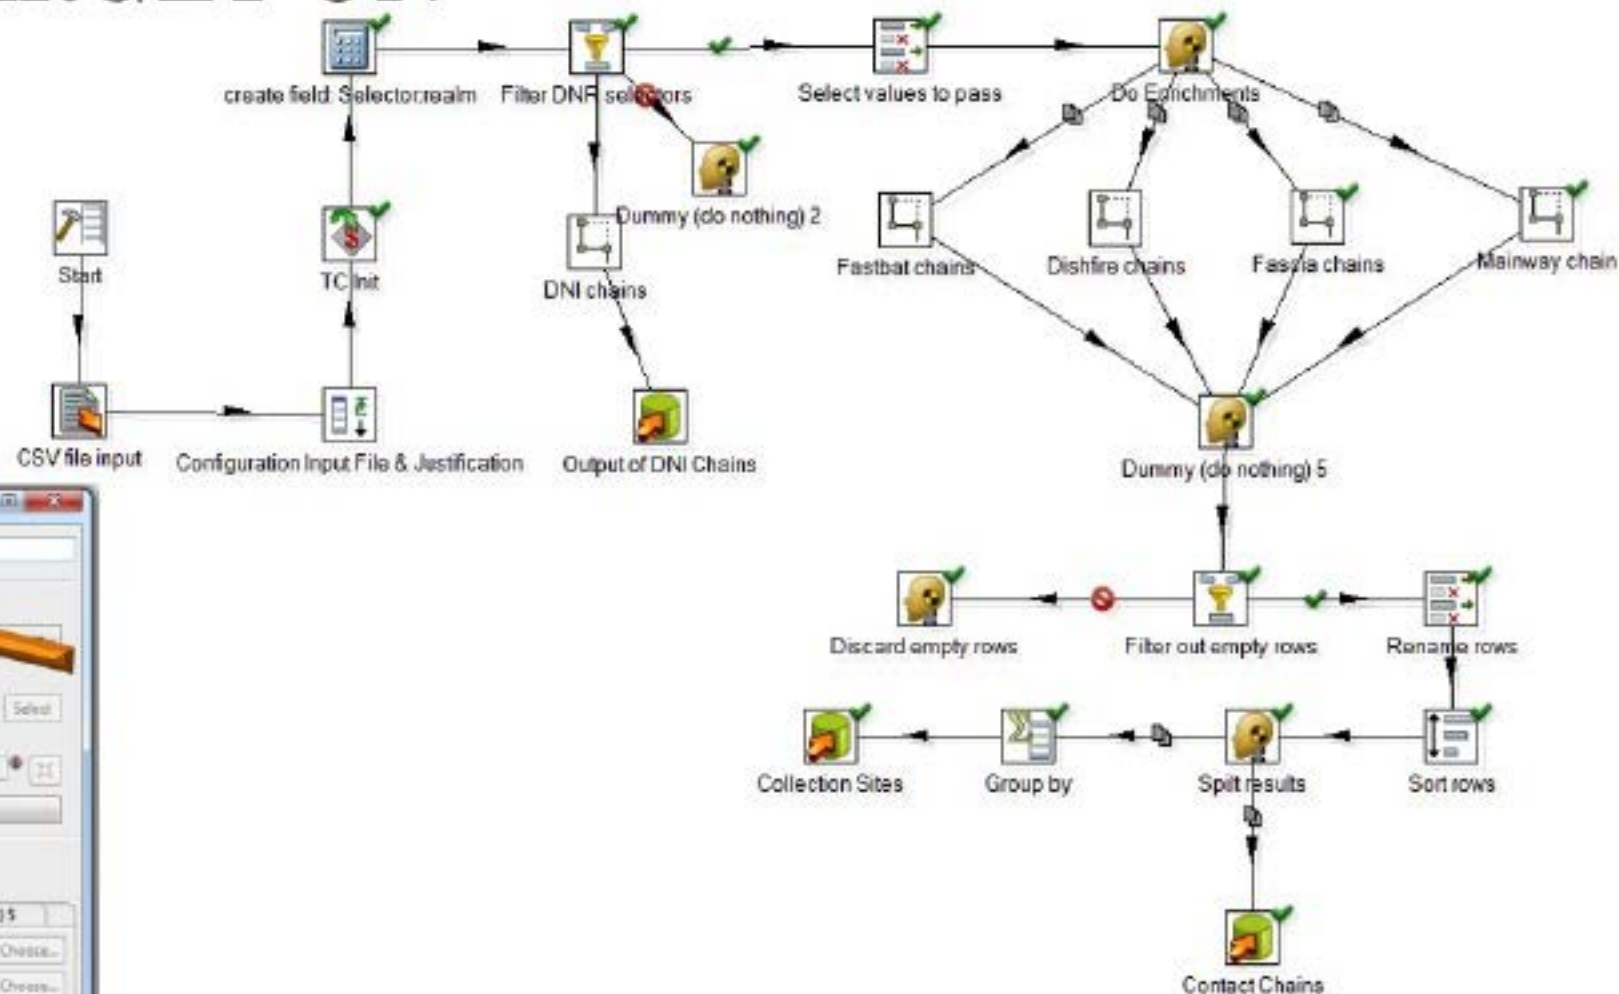 create field: Selector:realm
Filter DNR selectors
Select values to pass
Do Enrichments
Dummy (do nothing) 2
Start
TC Init
DNI chains
Fastbat chains
Dishfire chains
Fascia chains
Mainway chain
CSV file input
Configuration Input File & Justification
Output of DNI Chains
Dummy (do nothing) 5
Discard empty rows
Filter out empty rows
Rename rows
Select
Collection Sites
Group by
Split results
Sort rows
Choose...
Choose...
Contact Chains